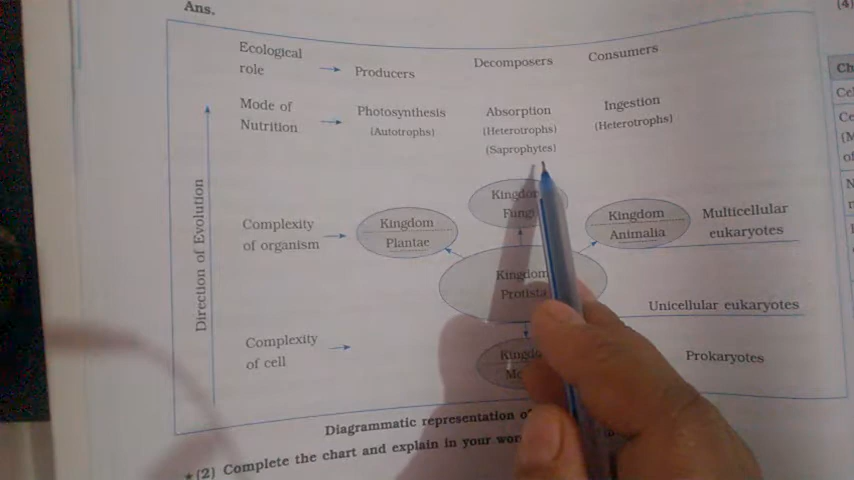 Ans.
(4)
Ecological role
Producers
Decomposers
Consumers
Mode of Nutrition
Photosynthesis
(Autotrophs)
Absorption
(Heterotrophs)
(Saprophytes)
Ingestion
(Heterotrophs)
Direction of Evolution
Complexity of organism
Kingdom
Plantae
Kingdom
Fungi
Kingdom
Animalia
Multicellular eukaryotes
Kingdom
Protista
Unicellular eukaryotes
Complexity of cell
Prokaryotes
Diagrammatic representation
★(2) Complete the chart and explain in your